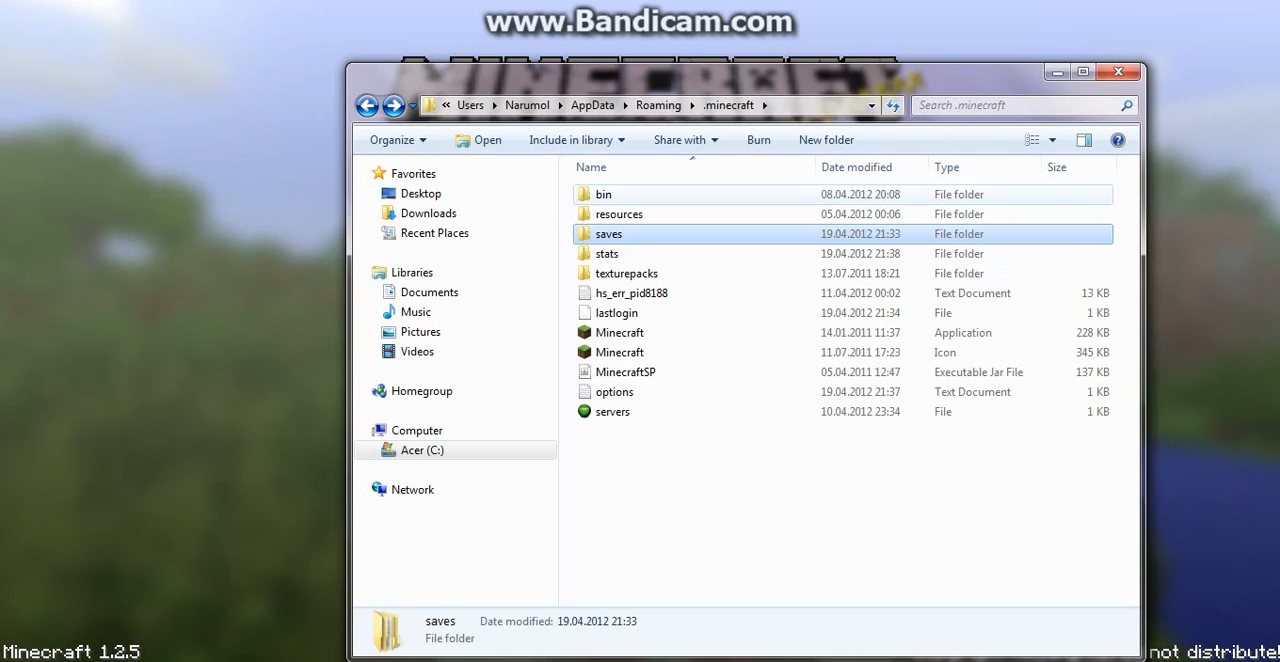 www.Bandicam.com
MINECRAFT
« Users Narumol AppData Roaming .minecraft
Search .minecraft
Organize Open Include in library Share with Burn New folder
Name Date modified Type Size
Favorites
Desktop
Downloads
Recent Places
Libraries
Documents
Music
Pictures
Videos
Homegroup
Computer
Acer (C:)
Network
bin 08.04.2012 20:08 File folder
resources 05.04.2012 00:06 File folder
saves 19.04.2012 21:33 File folder
stats 19.04.2012 21:38 File folder
texturepacks 13.07.2011 18:21 File folder
hs_err_pid8188 11.04.2012 00:02 Text Document 13 KB
lastlogin 19.04.2012 21:34 File 1 KB
Minecraft 14.01.2011 11:37 Application 228 KB
Minecraft 11.07.2011 17:23 Icon 345 KB
MinecraftSP 05.04.2011 12:47 Executable Jar File 137 KB
options 19.04.2012 21:37 Text Document 1 KB
servers 10.04.2012 23:34 File 1 KB
saves Date modified: 19.04.2012 21:33
File folder
Minecraft 1.2.5
not distribute